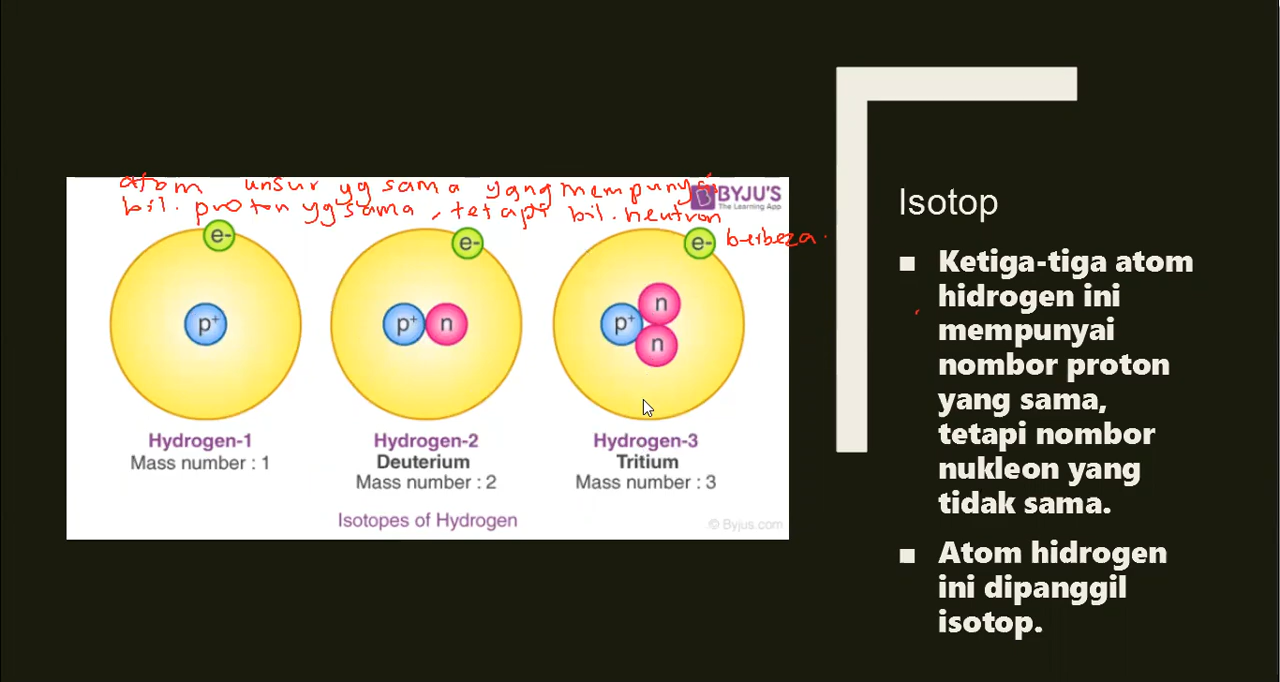 atom unsur yg sama yang mempunyai
bil. proton yg sama, tetapi bil. neutron
berbeza.
BYJU'S
The Learning App
e-
p+
e-
p+ n
e-
p+ n
n
Hydrogen-1
Mass number : 1
Hydrogen-2
Deuterium
Mass number : 2
Hydrogen-3
Tritium
Mass number : 3
Isotopes of Hydrogen
© Byjus.com
Isotop
Ketiga-tiga atom
hidrogen ini
mempunyai
nombor proton
yang sama,
tetapi nombor
nukleon yang
tidak sama.
Atom hidrogen
ini dipanggil
isotop.